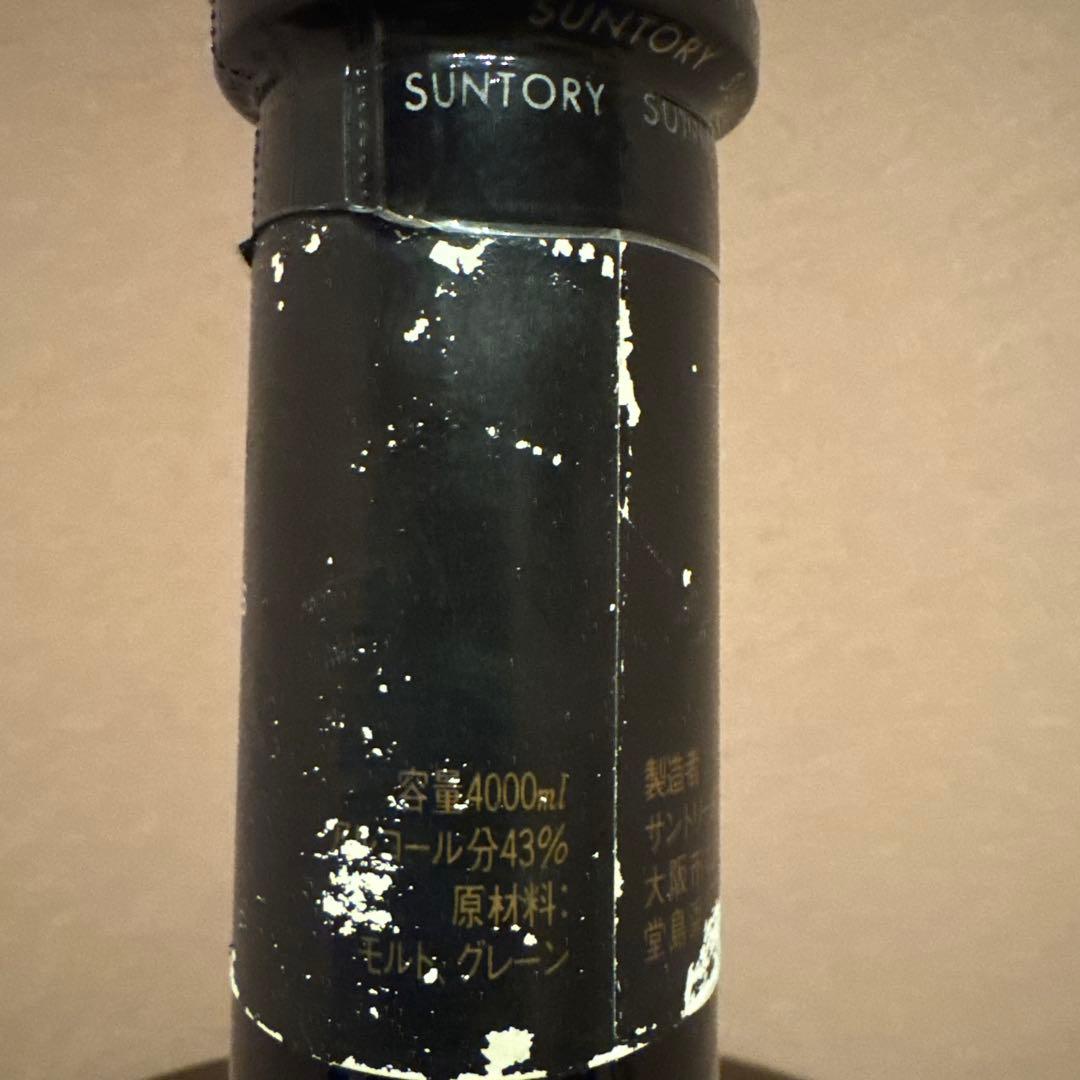 SUNTORY
SUNTORY
容量4000ml
アルコール分43%
原材料:
モルト、グレーン
製造者
サントリー
大阪市
堂島